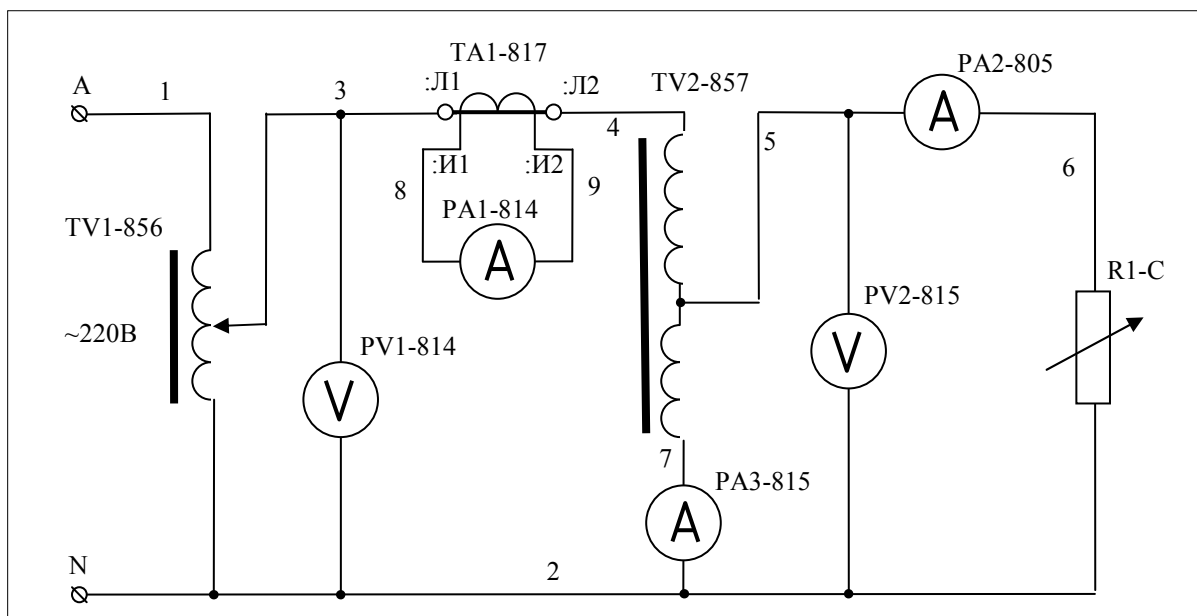 TA1-817
PA2-805
A
1
3
:Л1
:Л2
TV2-857
A
4
5
6
:И1
:И2
8
9
PA1-814
TV1-856
A
R1-C
PV2-815
~220В
PV1-814
V
V
7
PA3-815
A
N
2